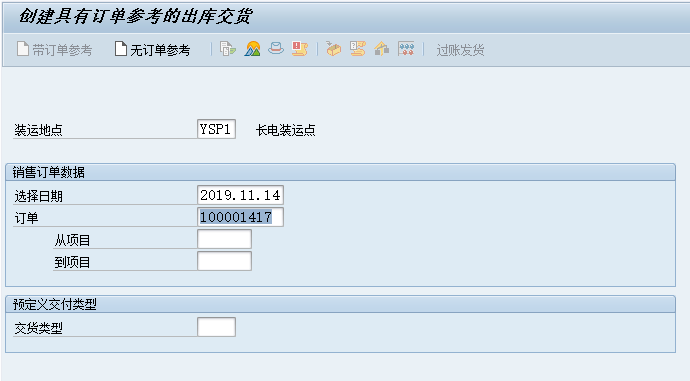 创建具有订单参考的出库交货
带订单参考 无订单参考 过账发货
装运地点 YSP1 长电装运点
销售订单数据
选择日期 2019.11.14
订单 100001417
从项目
到项目
预定义交付类型
交货类型